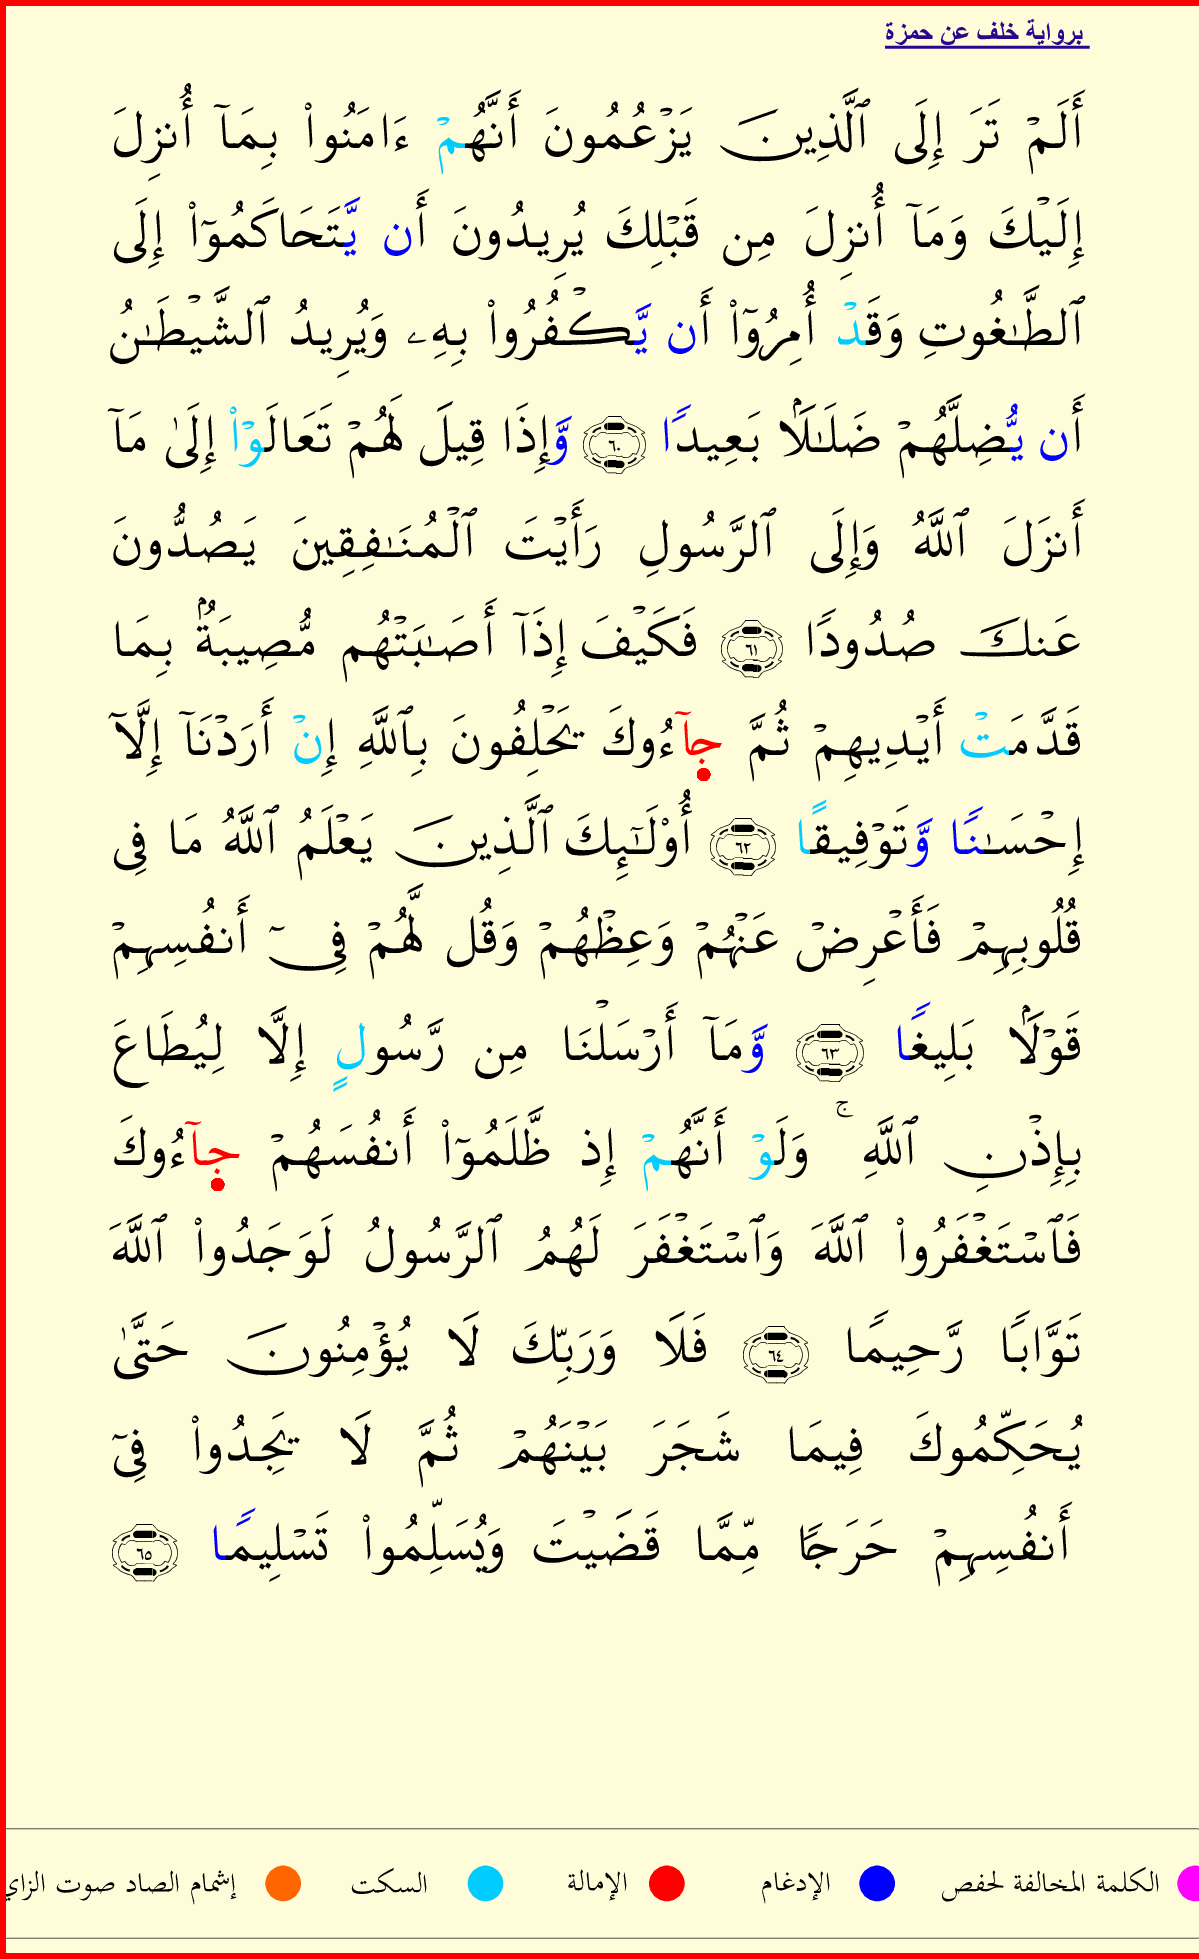 برواية خلف عن حمزة
أَلَمْ تَرَ إِلَى ٱلَّذِينَ يَزْعُمُونَ أَنَّهُمْ ءَامَنُوا۟ بِمَآ أُنزِلَ
إِلَيْكَ وَمَآ أُنزِلَ مِن قَبْلِكَ يُرِيدُونَ أَن يَّتَحَاكَمُوٓا۟ إِلَى
ٱلطَّـٰغُوتِ وَقَدْ أُمِرُوٓا۟ أَن يَّكْفُرُوا۟ بِهِۦ وَيُرِيدُ ٱلشَّيْطَـٰنُ
أَن يُّضِلَّهُمْ ضَلَـٰلَۢا بَعِيدًا ٦٠ وَّإِذَا قِيلَ لَهُمْ تَعَالَوْا۟ إِلَىٰ مَآ
أَنزَلَ ٱللَّهُ وَإِلَى ٱلرَّسُولِ رَأَيْتَ ٱلْمُنَـٰفِقِينَ يَصُدُّونَ
عَنكَ صُدُودًا ٦١ فَكَيْفَ إِذَآ أَصَـٰبَتْهُم مُّصِيبَةُۢ بِمَا
قَدَّمَتْ أَيْدِيهِمْ ثُمَّ جَآءُوكَ يَحْلِفُونَ بِٱللَّهِ إِنْ أَرَدْنَآ إِلَّآ
إِحْسَـٰنًا وَّتَوْفِيقًا ٦٢ أُو۟لَـٰٓئِكَ ٱلَّذِينَ يَعْلَمُ ٱللَّهُ مَا فِى
قُلُوبِهِمْ فَأَعْرِضْ عَنْهُمْ وَعِظْهُمْ وَقُل لَّهُمْ فِىٓ أَنفُسِهِمْ
قَوْلَۢا بَلِيغًا ٦٣ وَّمَآ أَرْسَلْنَا مِن رَّسُولٍ إِلَّا لِيُطَاعَ
بِإِذْنِ ٱللَّهِ ۚ وَلَوْ أَنَّهُمْ إِذ ظَّلَمُوٓا۟ أَنفُسَهُمْ جَآءُوكَ
فَٱسْتَغْفَرُوا۟ ٱللَّهَ وَٱسْتَغْفَرَ لَهُمُ ٱلرَّسُولُ لَوَجَدُوا۟ ٱللَّهَ
تَوَّابًا رَّحِيمًا ٦٤ فَلَا وَرَبِّكَ لَا يُؤْمِنُونَ حَتَّىٰ
يُحَكِّمُوكَ فِيمَا شَجَرَ بَيْنَهُمْ ثُمَّ لَا يَجِدُوا۟ فِىٓ
أَنفُسِهِمْ حَرَجًا مِّمَّا قَضَيْتَ وَيُسَلِّمُوا۟ تَسْلِيمًا ٦٥
الكلمة المخالفة لحفص الإدغام الإمالة السكت إشمام الصاد صوت الزاي